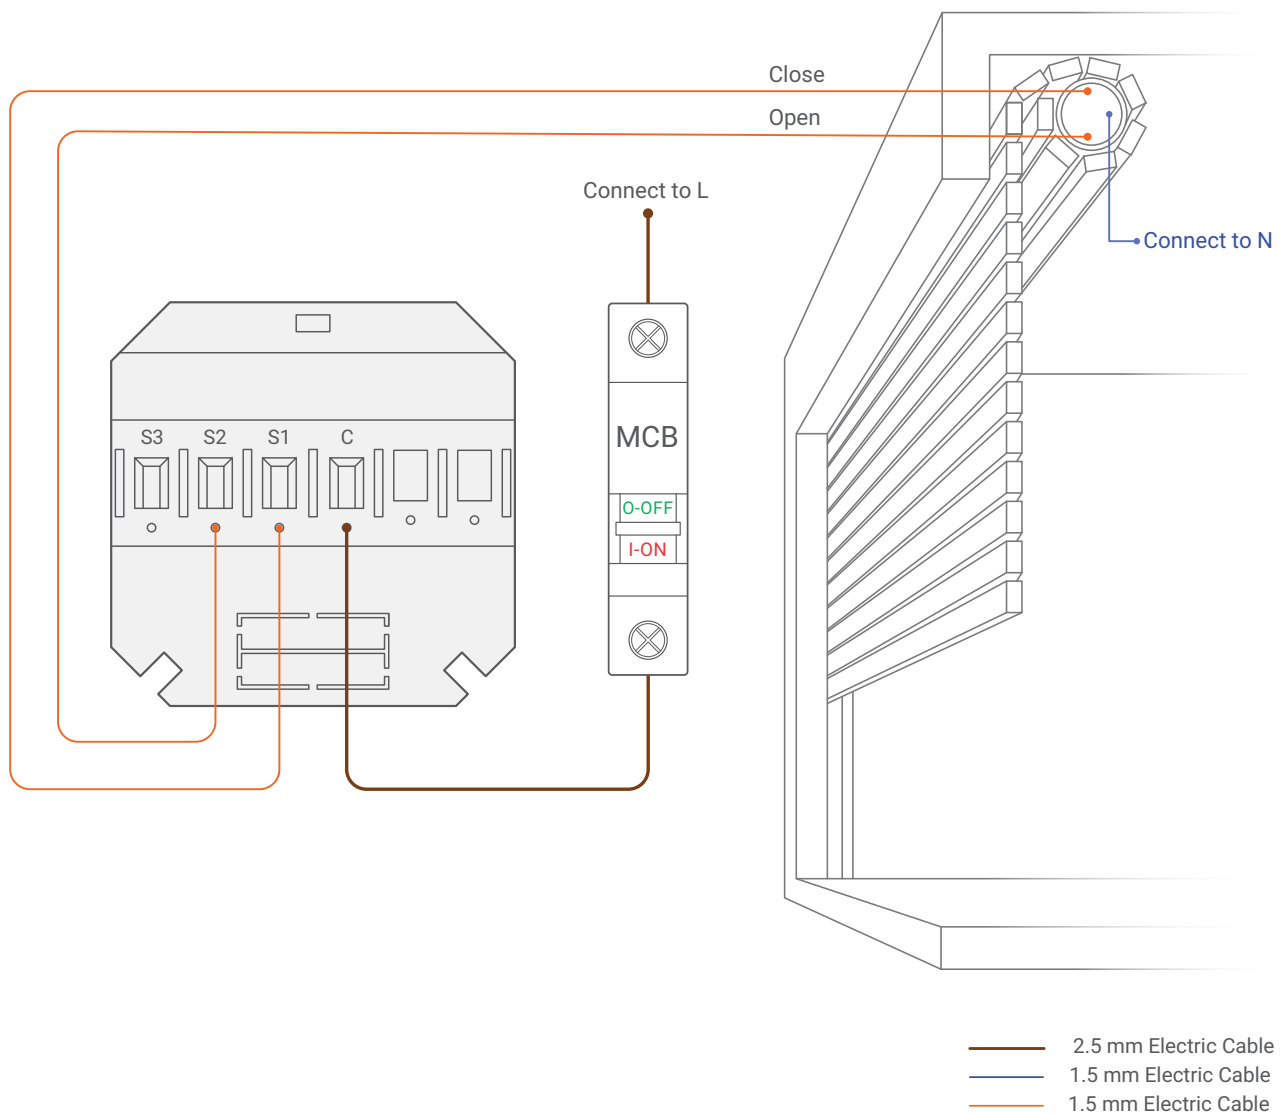 Close
Open
Connect to L
Connect to N
S3 S2 S1 C
MCB
O-OFF
I-ON
2.5 mm Electric Cable
1.5 mm Electric Cable
1.5 mm Electric Cable